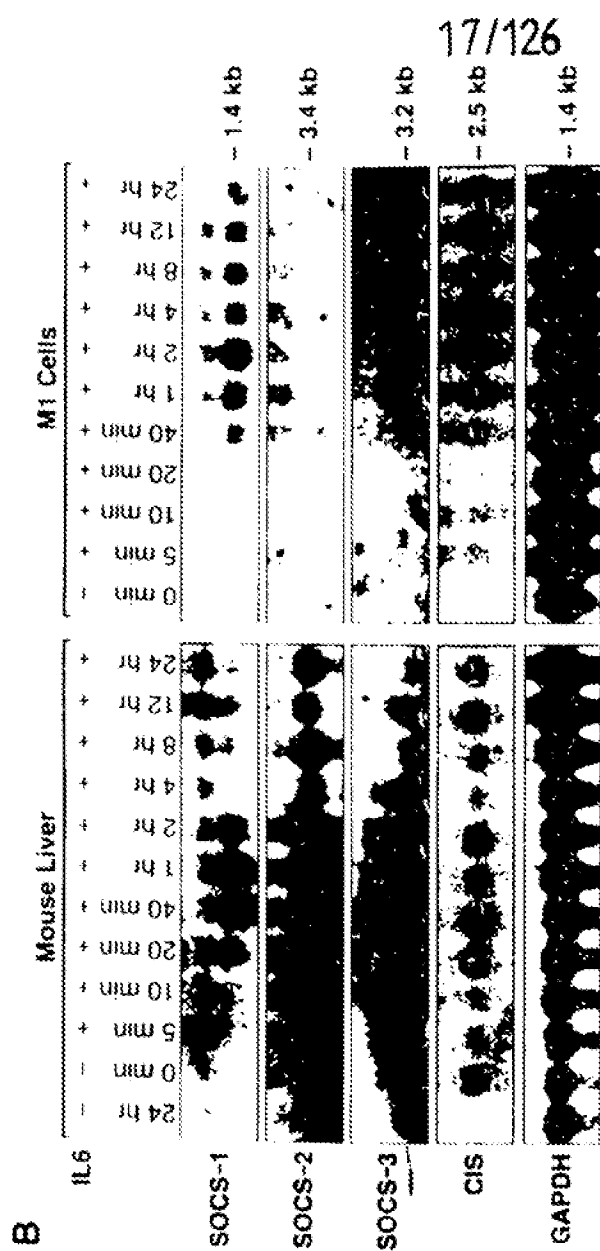 17/126
B
Mouse Liver M1 Cells
IL6 - - + + + + + + + + + + - + + + + + + + + + +
24 hr 0 min 5 min 10 min 20 min 40 min 1 hr 2 hr 4 hr 8 hr 12 hr 24 hr 0 min 5 min 10 min 20 min 40 min 1 hr 2 hr 4 hr 8 hr 12 hr 24 hr
SOCS-1 – 1.4 kb
SOCS-2 – 3.4 kb
SOCS-3 – 3.2 kb
CIS – 2.5 kb
GAPDH – 1.4 kb